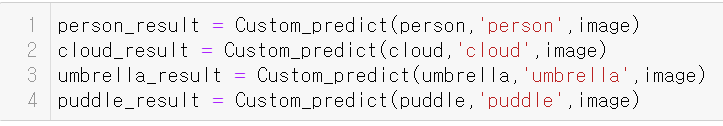 1 person_result = Custom_predict(person,'person',image)
2 cloud_result = Custom_predict(cloud,'cloud',image)
3 umbrella_result = Custom_predict(umbrella,'umbrella',image)
4 puddle_result = Custom_predict(puddle,'puddle',image)